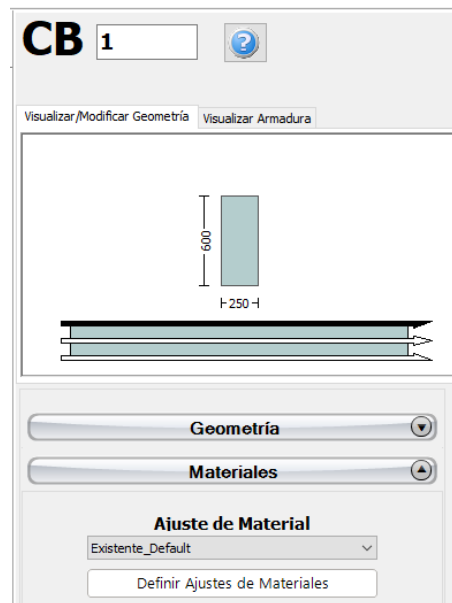 CB 1
Visualizar/Modificar Geometría Visualizar Armadura
600
250
Geometría
Materiales
Ajuste de Material
Existente_Default
Definir Ajustes de Materiales